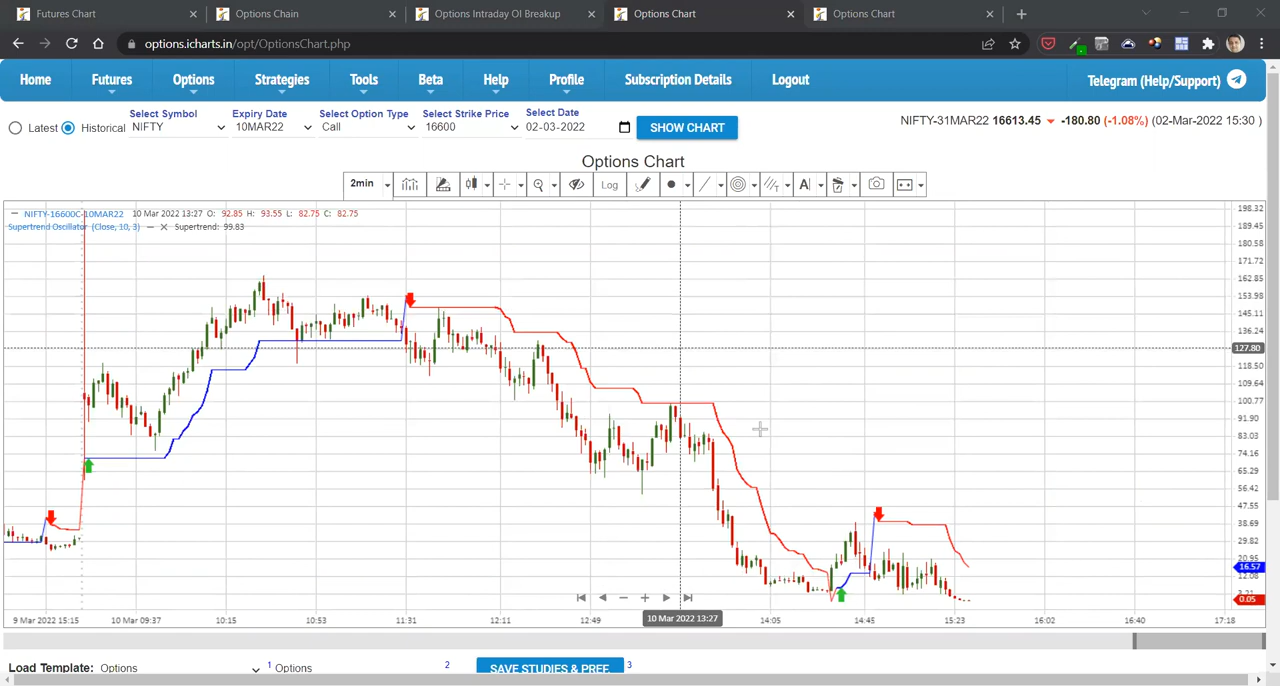 Futures Chart
Options Chain
Options Intraday OI Breakup
Options Chart
Options Chart
options.icharts.in/opt/OptionsChart.php
Home Futures Options Strategies Tools Beta Help Profile Subscription Details Logout Telegram (Help/Support)
Select Symbol Expiry Date Select Option Type Select Strike Price Select Date
Latest Historical NIFTY 10MAR22 Call 16600 02-03-2022 SHOW CHART
NIFTY-31MAR22 16613.45 -180.80 (-1.08%) (02-Mar-2022 15:30 )
Options Chart
2min Log A
NIFTY-16600C-10MAR22 10 Mar 2022 13:27 O: 92.85 H: 93.55 L: 82.75 C: 82.75
Supertrend Oscillator (Close, 10, 3) Supertrend: 99.83
198.32
189.45
180.58
171.72
162.85
153.98
145.11
136.24
127.80
118.50
109.64
100.77
91.90
83.03
74.16
65.29
56.42
47.55
38.69
29.82
20.95
16.57
12.08
0.05
9 Mar 2022 15:15 10 Mar 09:37 10:15 10:53 11:31 12:11 12:49 10 Mar 2022 13:27 14:05 14:45 15:23 16:02 16:40 17:18
Load Template: Options 1 Options 2 SAVE STUDIES & PREF. 3